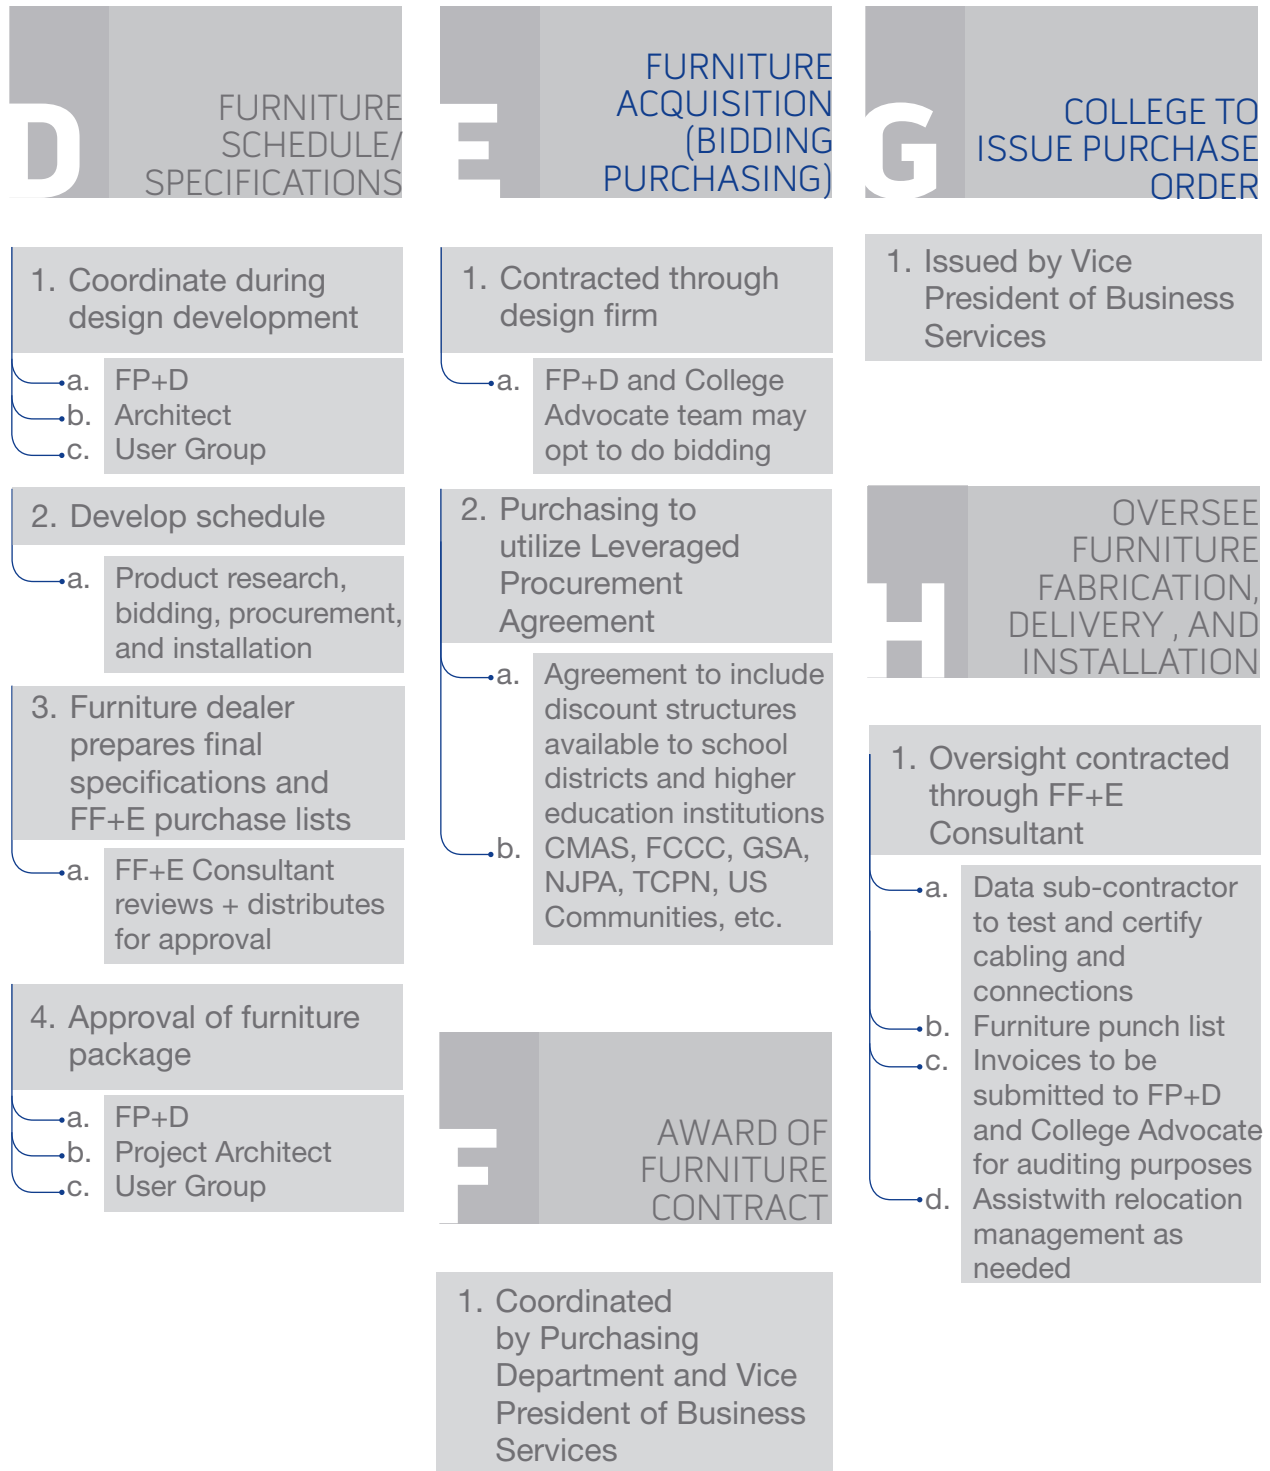 D
FURNITURE
SCHEDULE/
SPECIFICATIONS
1. Coordinate during
design development
a. FP+D
b. Architect
c. User Group
2. Develop schedule
a. Product research,
bidding, procurement,
and installation
3. Furniture dealer
prepares final
specifications and
FF+E purchase lists
a. FF+E Consultant
reviews + distributes
for approval
4. Approval of furniture
package
a. FP+D
b. Project Architect
c. User Group
E
FURNITURE
ACQUISITION
(BIDDING
PURCHASING)
1. Contracted through
design firm
a. FP+D and College
Advocate team may
opt to do bidding
2. Purchasing to
utilize Leveraged
Procurement
Agreement
a. Agreement to include
discount structures
available to school
districts and higher
education institutions
b. CMAS, FCCC, GSA,
NJPA, TCPN, US
Communities, etc.
F
AWARD OF
FURNITURE
CONTRACT
1. Coordinated
by Purchasing
Department and Vice
President of Business
Services
G
COLLEGE TO
ISSUE PURCHASE
ORDER
1. Issued by Vice
President of Business
Services
H
OVERSEE
FURNITURE
FABRICATION,
DELIVERY , AND
INSTALLATION
1. Oversight contracted
through FF+E
Consultant
a. Data sub-contractor
to test and certify
cabling and
connections
b. Furniture punch list
c. Invoices to be
submitted to FP+D
and College Advocate
for auditing purposes
d. Assistwith relocation
management as
needed